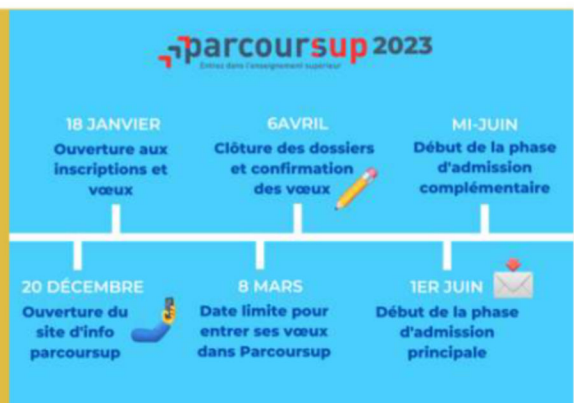 parcoursup 2023
Entrez dans l'enseignement supérieur
18 JANVIER
Ouverture aux
inscriptions et
vœux
6AVRIL
Clôture des dossiers
et confirmation
des vœux
MI-JUIN
Début de la phase
d'admission
complémentaire
20 DÉCEMBRE
Ouverture du
site d'info
parcoursup
8 MARS
Date limite pour
entrer ses vœux
dans Parcoursup
1ER JUIN
Début de la phase
d'admission
principale